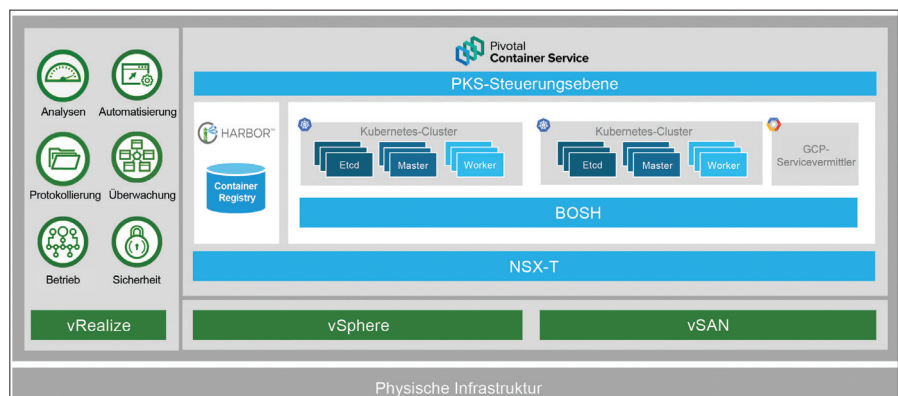 Analysen
Automatisierung
Protokollierung
Überwachung
Betrieb
Sicherheit
vRealize
Pivotal
Container Service
PKS-Steuerungsebene
HARBOR™
Container
Registry
Kubernetes-Cluster
Etcd
Master
Worker
Kubernetes-Cluster
Etcd
Master
Worker
GCP-
Servicevermittler
BOSH
NSX-T
vSphere
vSAN
Physische Infrastruktur